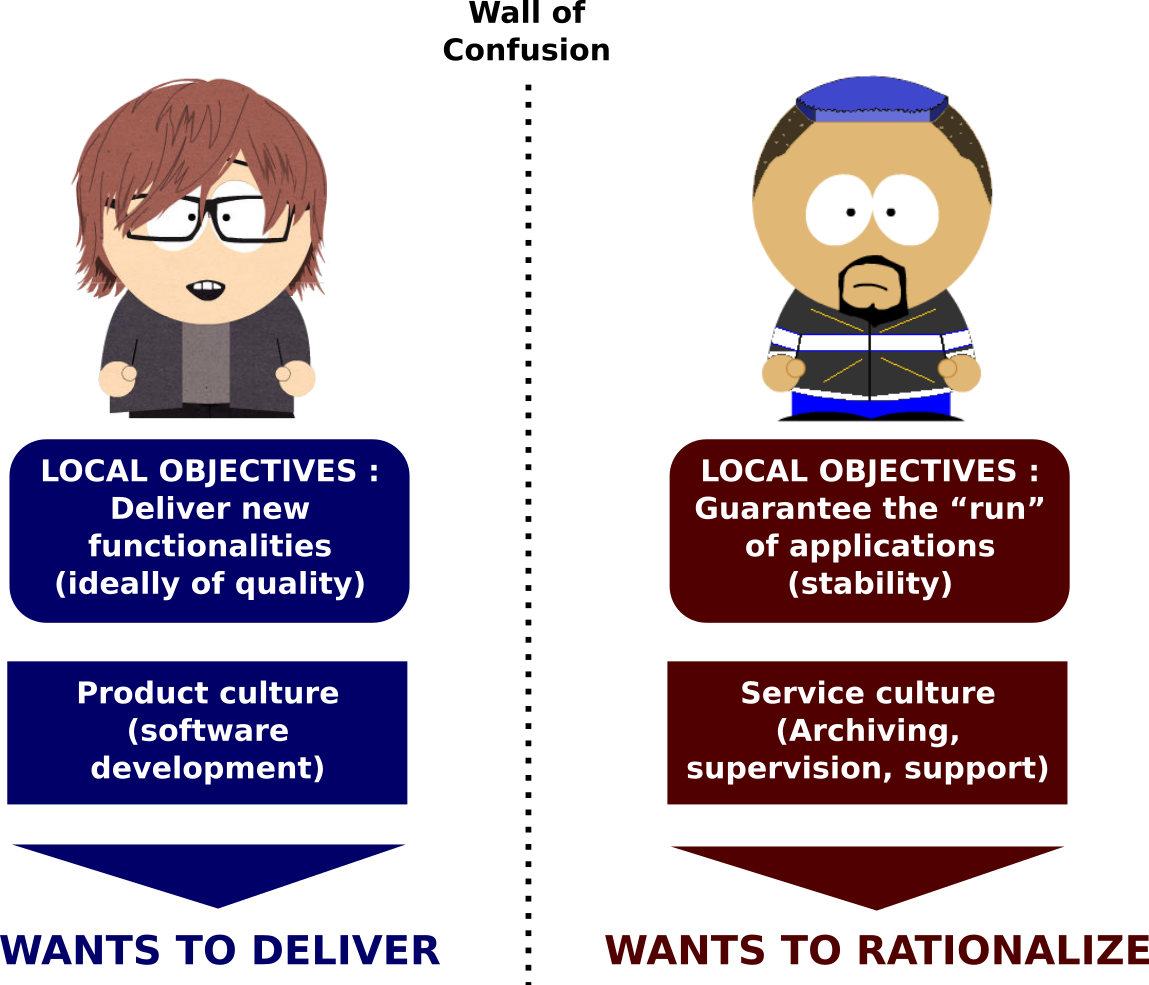 Wall of
Confusion
LOCAL OBJECTIVES :
Deliver new
functionalities
(ideally of quality)
Product culture
(software
development)
WANTS TO DELIVER
LOCAL OBJECTIVES :
Guarantee the “run”
of applications
(stability)
Service culture
(Archiving,
supervision, support)
WANTS TO RATIONALIZE